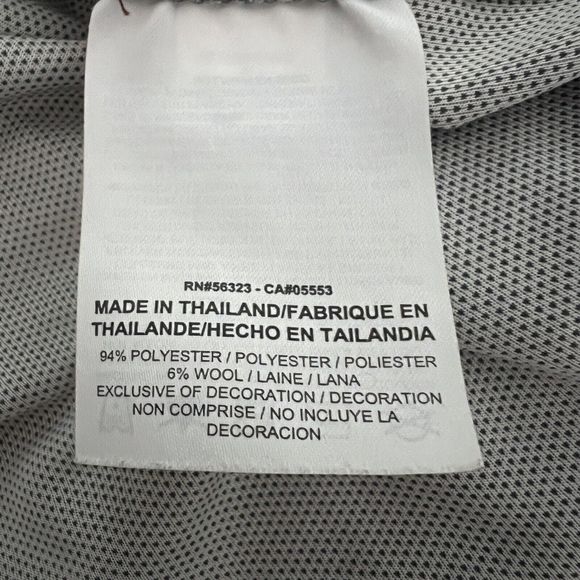 RN#56323 - CA#05553
MADE IN THAILAND/FABRIQUE EN
THAILANDE/HECHO EN TAILANDIA
94% POLYESTER / POLYESTER / POLIESTER
6% WOOL / LAINE / LANA
EXCLUSIVE OF DECORATION / DECORATION
NON COMPRISE / NO INCLUYE LA
DECORACION